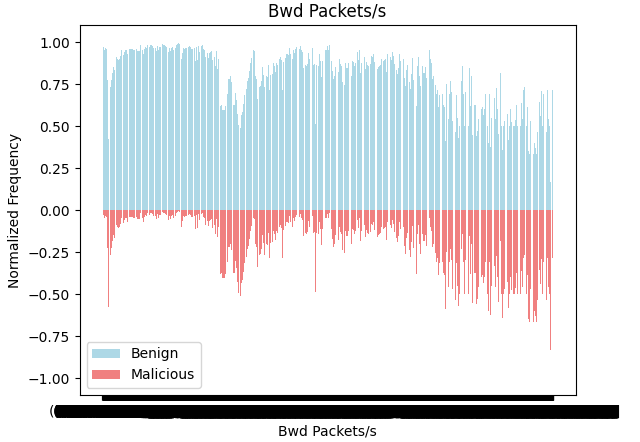 Bwd Packets/s
1.00
0.75
0.50
0.25
0.00
−0.25
−0.50
−0.75
−1.00
Normalized Frequency
Benign
Malicious
Bwd Packets/s